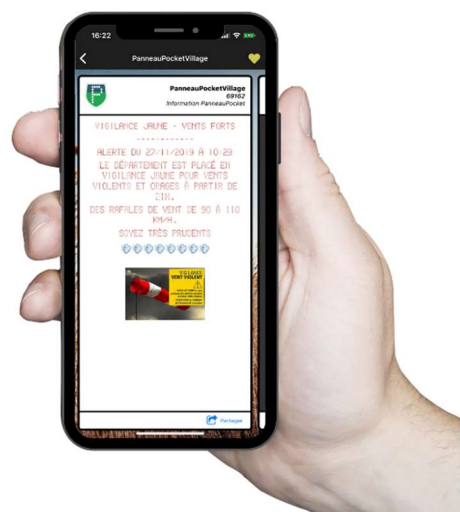 16:22
PanneauPocketVillage
PanneauPocketVillage
69162
Information PanneauPocket
VIGILANCE JAUNE - VENTS FORTS
-----------
ALERTE DU 27/11/2019 À 10:23
LE DÉPARTEMENT EST PLACÉ EN
VIGILANCE JAUNE POUR VENTS
VIOLENTS ET ORAGES À PARTIR DE
21H.
DES RAFALES DE VENT DE 90 À 110
KM/H.
SOYEZ TRÈS PRUDENTS
VIGILANCE
VENT VIOLENT
Partager